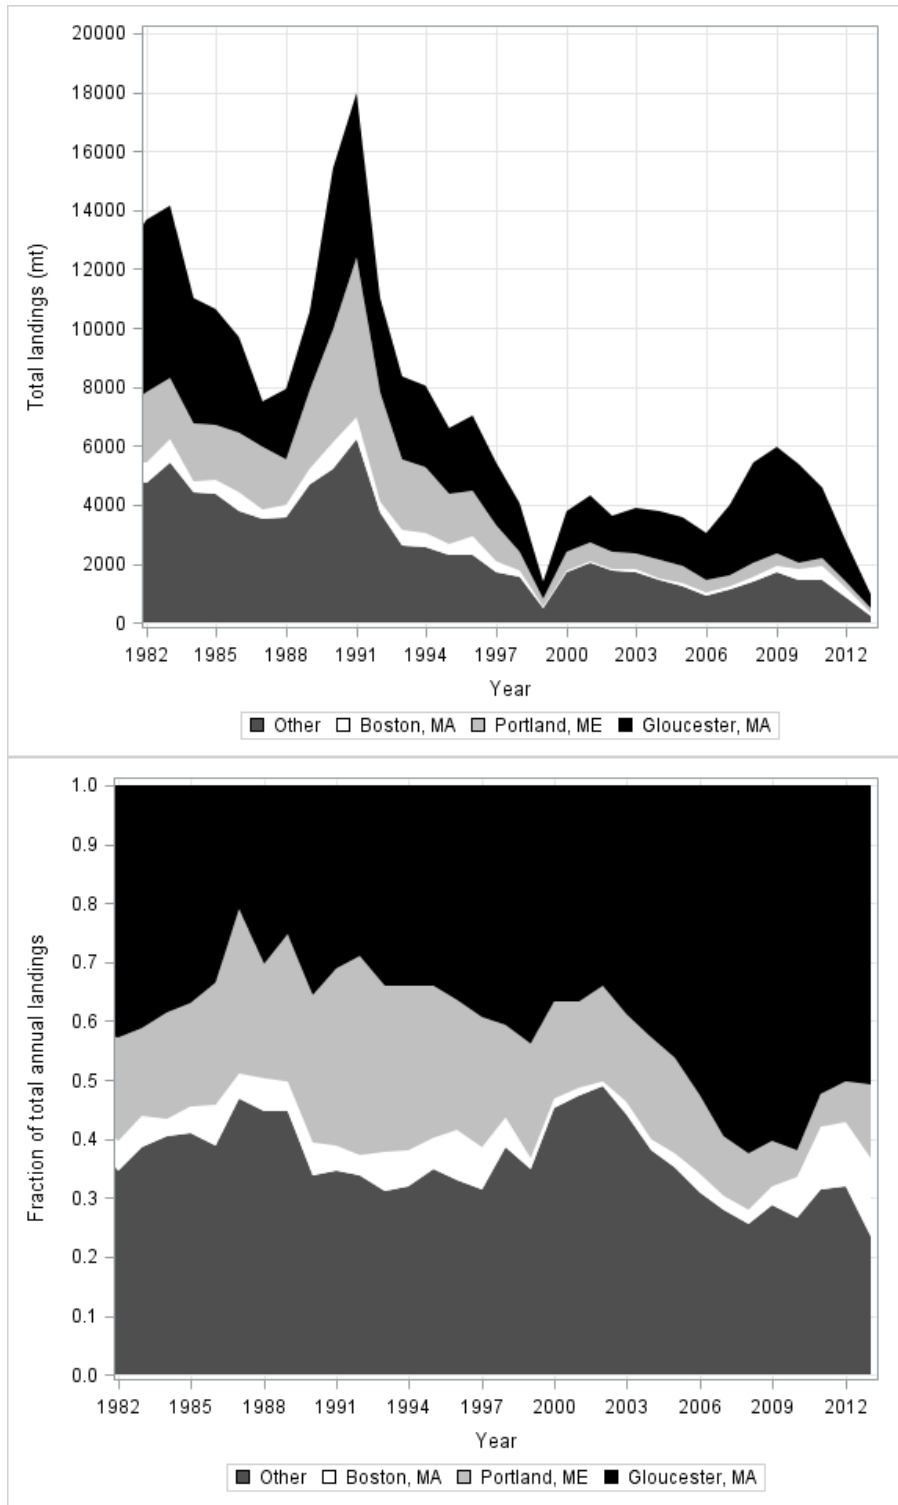 20000
18000
16000
14000
12000
10000
8000
6000
4000
2000
0
Total landings (mt)
1982 1985 1988 1991 1994 1997 2000 2003 2006 2009 2012
Year
Other Boston, MA Portland, ME Gloucester, MA
1.0
0.9
0.8
0.7
0.6
0.5
0.4
0.3
0.2
0.1
0.0
Fraction of total annual landings
1982 1985 1988 1991 1994 1997 2000 2003 2006 2009 2012
Year
Other Boston, MA Portland, ME Gloucester, MA